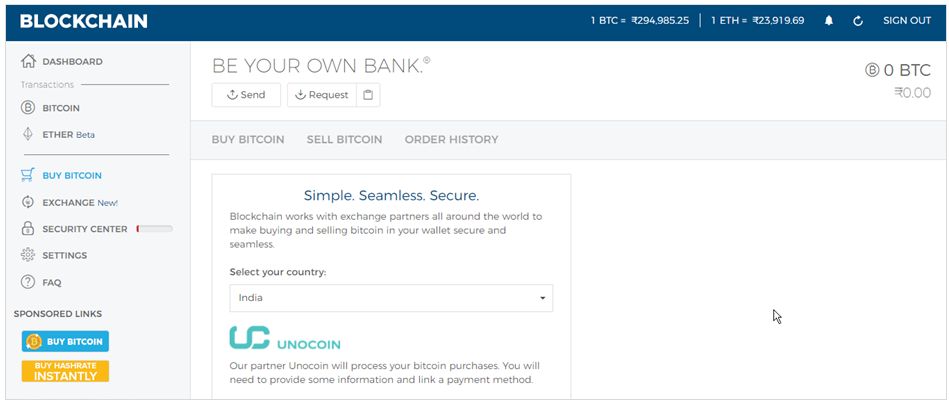 BLOCKCHAIN
1 BTC = ₹294,985.25 | 1 ETH = ₹23,919.69 SIGN OUT
DASHBOARD
Transactions
BITCOIN
ETHER Beta
BUY BITCOIN
EXCHANGE New!
SECURITY CENTER
SETTINGS
FAQ
SPONSORED LINKS
BUY BITCOIN
BUY HASHRATE
INSTANTLY
BE YOUR OWN BANK.®
0 BTC
₹0.00
Send Request
BUY BITCOIN SELL BITCOIN ORDER HISTORY
Simple. Seamless. Secure.
Blockchain works with exchange partners all around the world to
make buying and selling bitcoin in your wallet secure and
seamless.
Select your country:
India
UC UNOCOIN
Our partner Unocoin will process your bitcoin purchases. You will
need to provide some information and link a payment method.